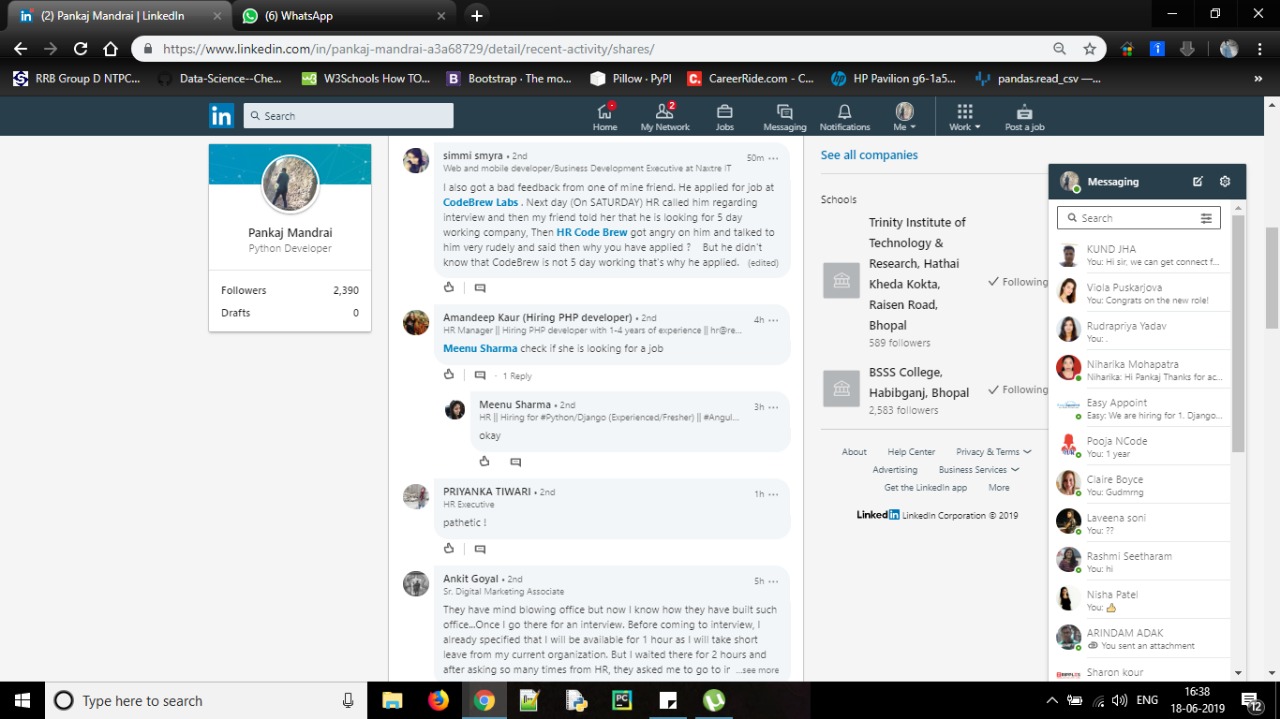 (2) Pankaj Mandrai | LinkedIn
(6) WhatsApp
https://www.linkedin.com/in/pankaj-mandrai-a3a68729/detail/recent-activity/shares/
RRB Group D NTPC...
Data-Science--Che...
W3Schools How TO...
Bootstrap · The mo...
Pillow · PyPI
CareerRide.com - C...
HP Pavilion g6-1a5...
pandas.read_csv —...
»
in
Search
Home
2
My Network
Jobs
Messaging
Notifications
Me
Work
Post a job
Pankaj Mandrai
Python Developer
Followers 2,390
Drafts 0
simmi smyra • 2nd 50m ...
Web and mobile developer/Business Development Executive at Naxtre IT
I also got a bad feedback from one of mine friend. He applied for job at
CodeBrew Labs . Next day (On SATURDAY) HR called him regarding
interview and then my friend told her that he is looking for 5 day
working company, Then HR Code Brew got angry on him and talked to
him very rudely and said then why you have applied ? But he didn't
know that CodeBrew is not 5 day working that's why he applied. (edited)
Amandeep Kaur (Hiring PHP developer) • 2nd 4h ...
HR Manager || Hiring PHP developer with 1-4 years of experience || hr@re...
Meenu Sharma check if she is looking for a job
· 1 Reply
Meenu Sharma • 2nd 3h ...
HR || Hiring for #Python/Django (Experienced/Fresher) || #Angul...
okay
PRIYANKA TIWARI • 2nd 1h ...
HR Executive
pathetic !
Ankit Goyal • 2nd 5h ...
Sr. Digital Marketing Associate
They have mind blowing office but now I know how they have built such
office...Once I go there for an interview. Before coming to interview, I
already specified that I will be available for 1 hour as I will take short
leave from my current organization. But I waited there for 2 hours and
after asking so many times from HR, they asked me to go to ir ...see more
See all companies
Schools
Trinity Institute of
Technology &
Research, Hathai
Kheda Kokta,
Raisen Road,
Bhopal
589 followers
Following
BSSS College,
Habibganj, Bhopal
2,583 followers
Following
About Help Center Privacy & Terms
Advertising Business Services
Get the LinkedIn app More
Linkedin LinkedIn Corporation © 2019
Messaging
Search
KUND JHA
You: Hi sir, we can get connect f...
Viola Puskarjova
You: Congrats on the new role!
Rudrapriya Yadav
You: .
Niharika Mohapatra
Niharika: Hi Pankaj Thanks for ac...
Easy Appoint
Easy: We are hiring for 1. Django...
Pooja NCode
You: 1 year
Claire Boyce
You: Gudmrng
Laveena soni
You: ??
Rashmi Seetharam
You: hi
Nisha Patel
You: 👍
ARINDAM ADAK
You sent an attachment
Sharon kour
Type here to search
ENG
16:38
18-06-2019
12